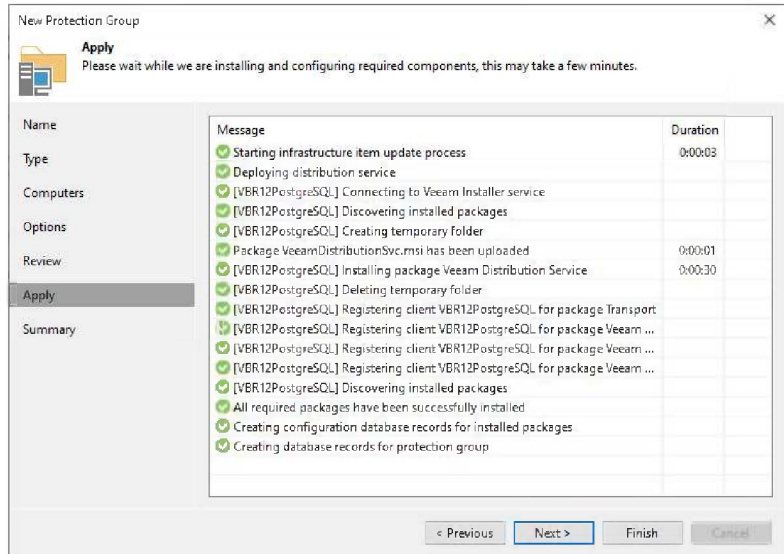 New Protection Group
Apply
Please wait while we are installing and configuring required components, this may take a few minutes.
Name
Type
Computers
Options
Review
Apply
Summary
Message Duration
Starting infrastructure item update process 0:00:03
Deploying distribution service
[VBR12PostgreSQL] Connecting to Veeam Installer service
[VBR12PostgreSQL] Discovering installed packages
[VBR12PostgreSQL] Creating temporary folder
Package VeeamDistributionSvc.msi has been uploaded 0:00:01
[VBR12PostgreSQL] Installing package Veeam Distribution Service 0:00:30
[VBR12PostgreSQL] Deleting temporary folder
[VBR12PostgreSQL] Registering client VBR12PostgreSQL for package Transport
[VBR12PostgreSQL] Registering client VBR12PostgreSQL for package Veeam ...
[VBR12PostgreSQL] Registering client VBR12PostgreSQL for package Veeam ...
[VBR12PostgreSQL] Registering client VBR12PostgreSQL for package Veeam ...
[VBR12PostgreSQL] Discovering installed packages
All required packages have been successfully installed
Creating configuration database records for installed packages
Creating database records for protection group
< Previous Next > Finish Cancel